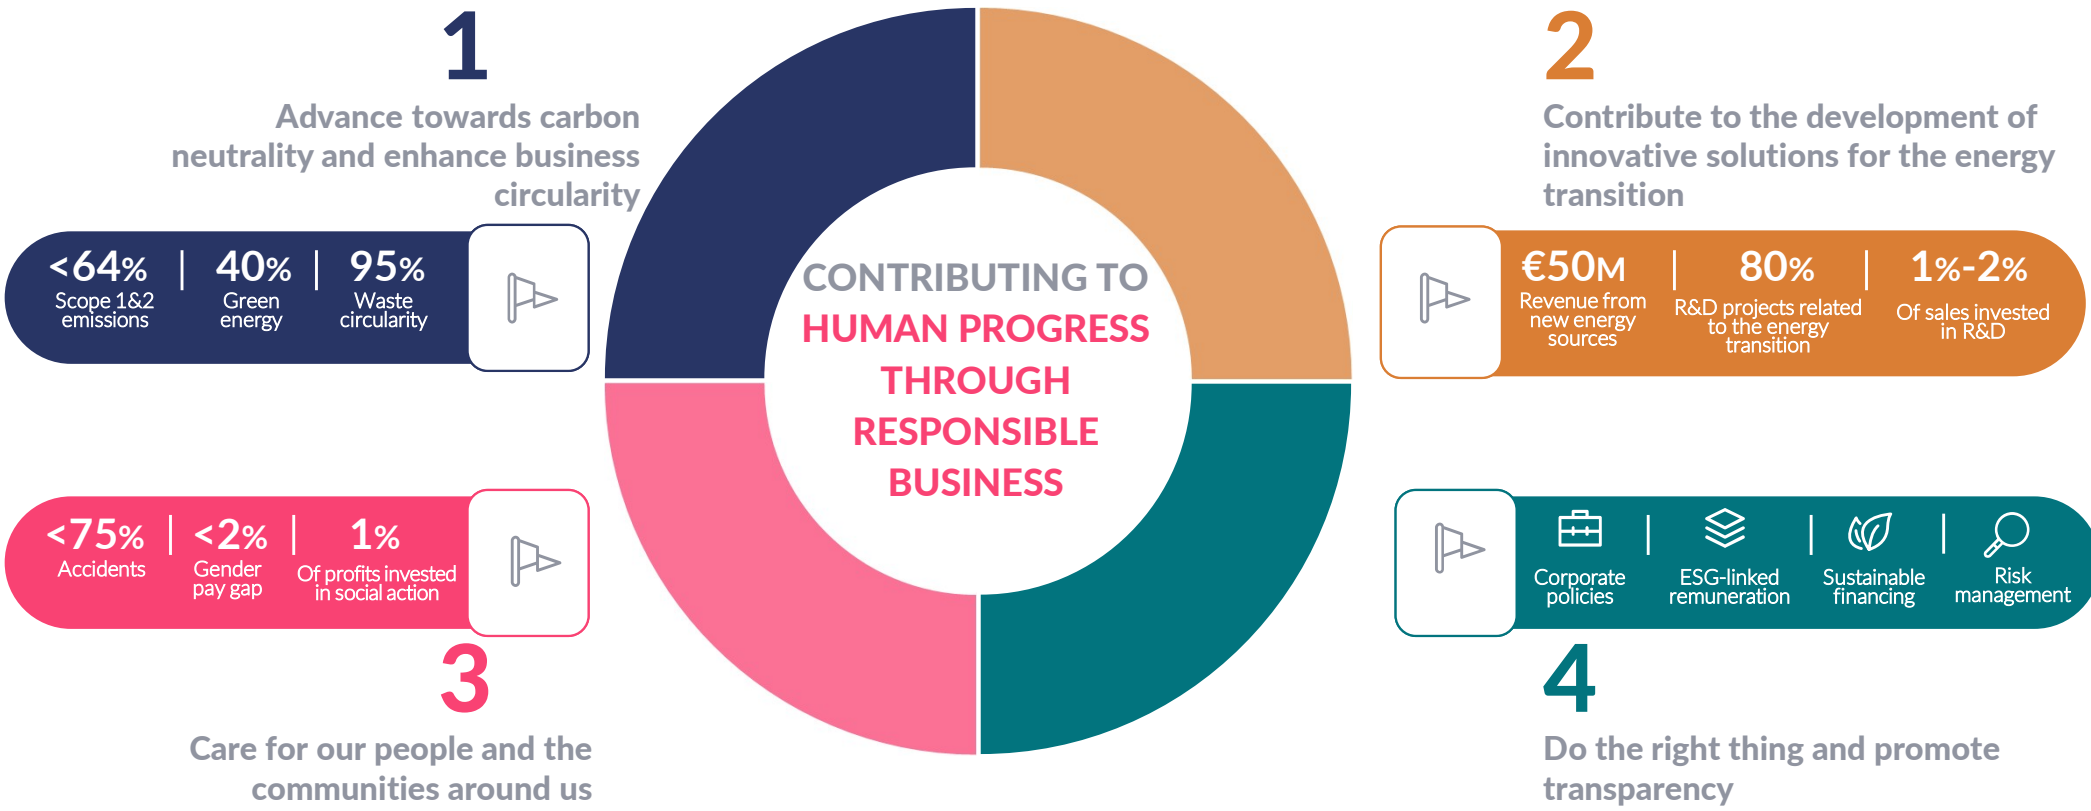 1
Advance towards carbon
neutrality and enhance business
circularity
<64%
Scope 1&2
emissions
40%
Green
energy
95%
Waste
circularity
2
Contribute to the development of
innovative solutions for the energy
transition
€50M
Revenue from
new energy
sources
80%
R&D projects related
to the energy
transition
1%-2%
Of sales invested
in R&D
CONTRIBUTING TO
HUMAN PROGRESS
THROUGH
RESPONSIBLE
BUSINESS
<75%
Accidents
<2%
Gender
pay gap
1%
Of profits invested
in social action
3
Care for our people and the
communities around us
Corporate
policies
ESG-linked
remuneration
Sustainable
financing
Risk
management
4
Do the right thing and promote
transparency